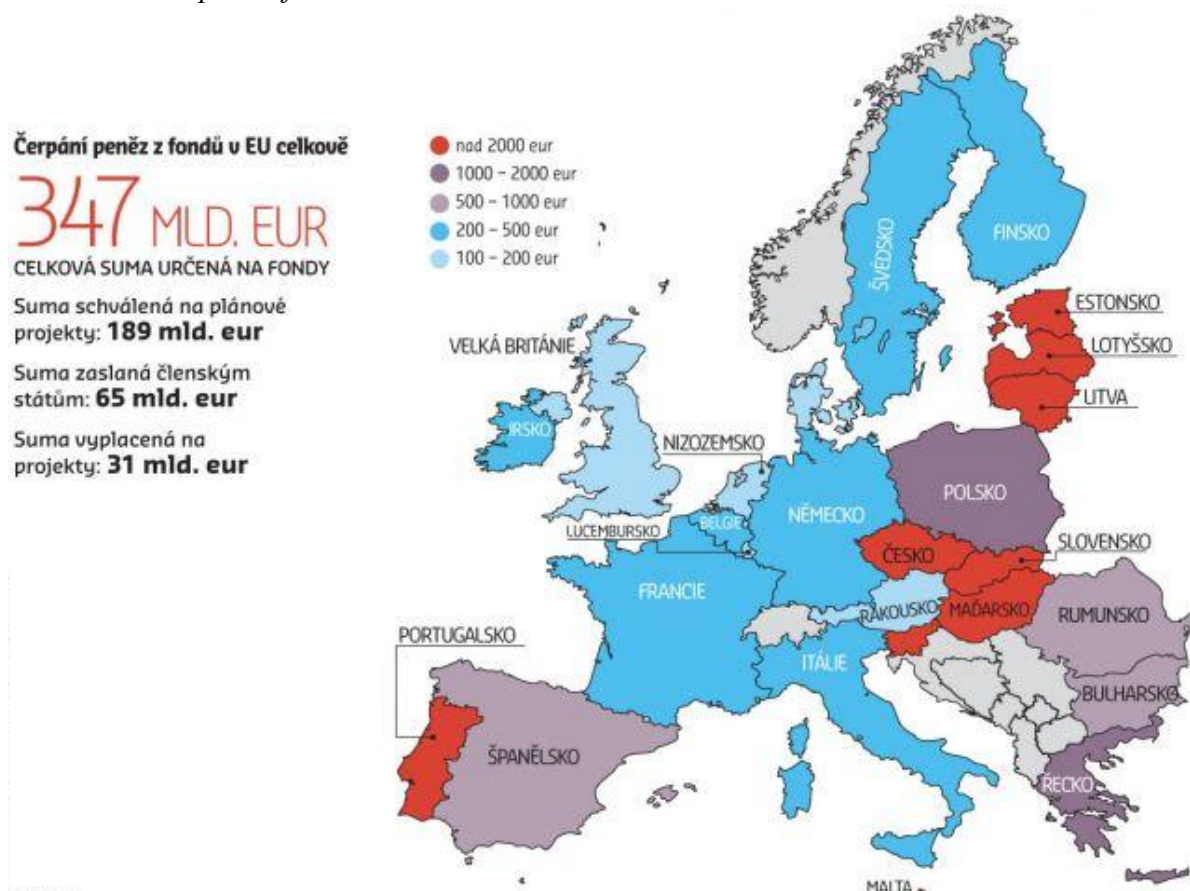 Čerpání peněz z fondů v EU celkově
347 MLD. EUR
CELKOVÁ SUMA URČENÁ NA FONDY
Suma schválená na plánové
projekty: 189 mld. eur
Suma zaslaná členským
státům: 65 mld. eur
Suma vyplacená na
projekty: 31 mld. eur
nad 2000 eur
1000 – 2000 eur
500 – 1000 eur
200 – 500 eur
100 – 200 eur
FINSKO
ŠVÉDSKO
ESTONSKO
LOTYŠSKO
LITVA
VELKÁ BRITÁNIE
IRSKO
NIZOZEMSKO
POLSKO
NĚMECKO
BELGIE
LUCEMBURSKO
SLOVENSKO
ČESKO
FRANCIE
RAKOUSKO
MAĎARSKO
RUMUNSKO
PORTUGALSKO
ITÁLIE
BULHARSKO
ŠPANĚLSKO
ŘECKO
MALTA